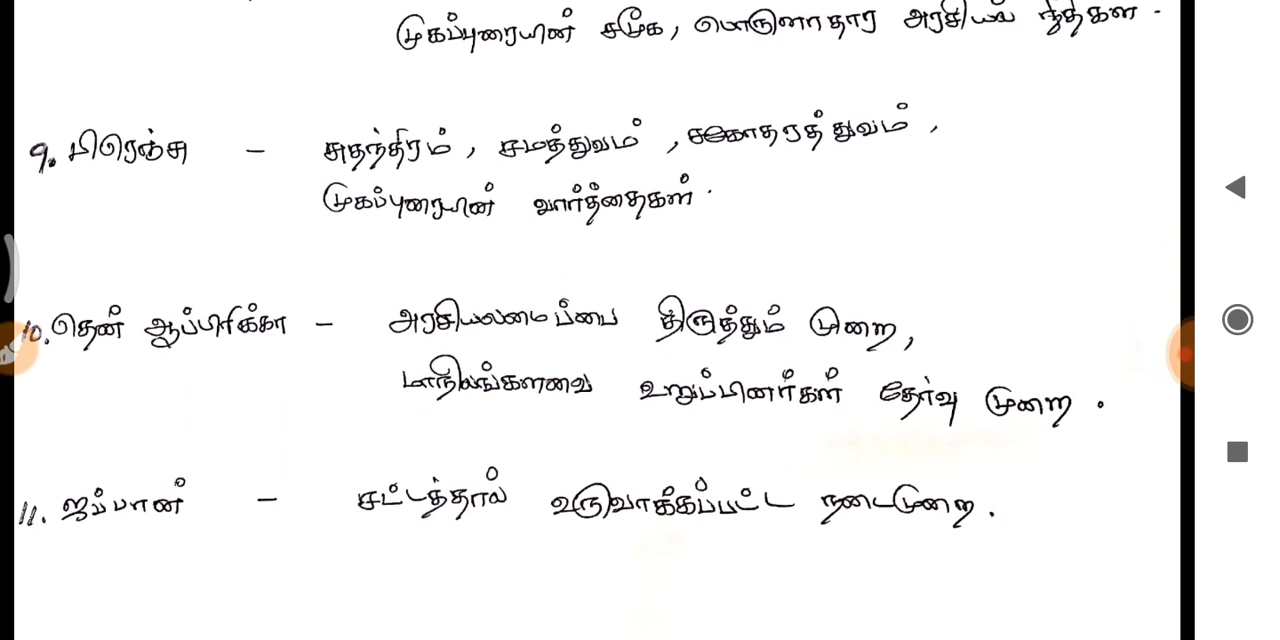 முகப்புரையின் சமூக, பொருளாதார அரசியல் நீதிகள்.
9. பிரெஞ்சு - சுதந்திரம், சமத்துவம், சகோதரத்துவம்,
முகப்புரையின் வார்த்தைகள்.
10. தென் ஆப்பிரிக்கா - அரசியலமைப்பை திருத்தும் முறை,
மாநிலங்களவை உறுப்பினர்கள் தேர்வு முறை.
11. ஜப்பான் - சட்டத்தால் உருவாக்கப்பட்ட நடைமுறை.